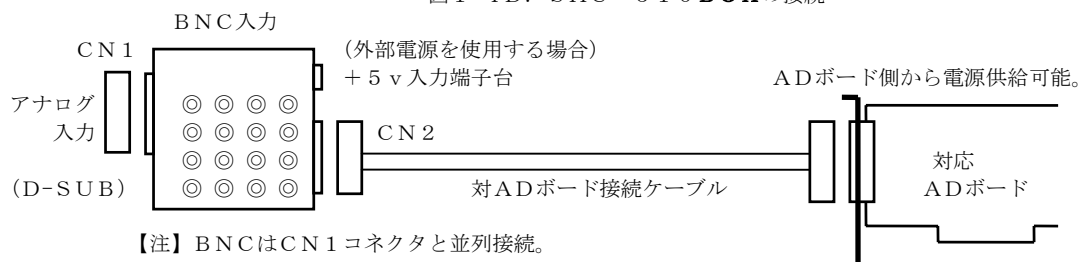 BNC入力
CN1
(外部電源を使用する場合)
+5v入力端子台
ADボード側から電源供給可能。
アナログ
入力
CN2
対応
ADボード
(D-SUB)
対ADボード接続ケーブル
【注】BNCはCN1コネクタと並列接続。